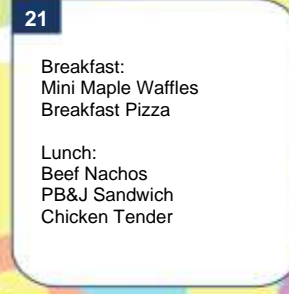 21
Breakfast:
Mini Maple Waffles
Breakfast Pizza
Lunch:
Beef Nachos
PB&J Sandwich
Chicken Tender